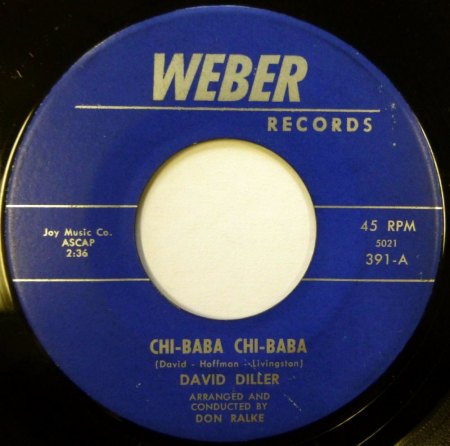 WEBER
RECORDS
Joy Music Co.
ASCAP
2:36
45 RPM
5021
391-A
CHI-BABA CHI-BABA
(David - Hoffman - Livingston)
DAVID DILLER
ARRANGED AND
CONDUCTED BY
DON RALKE